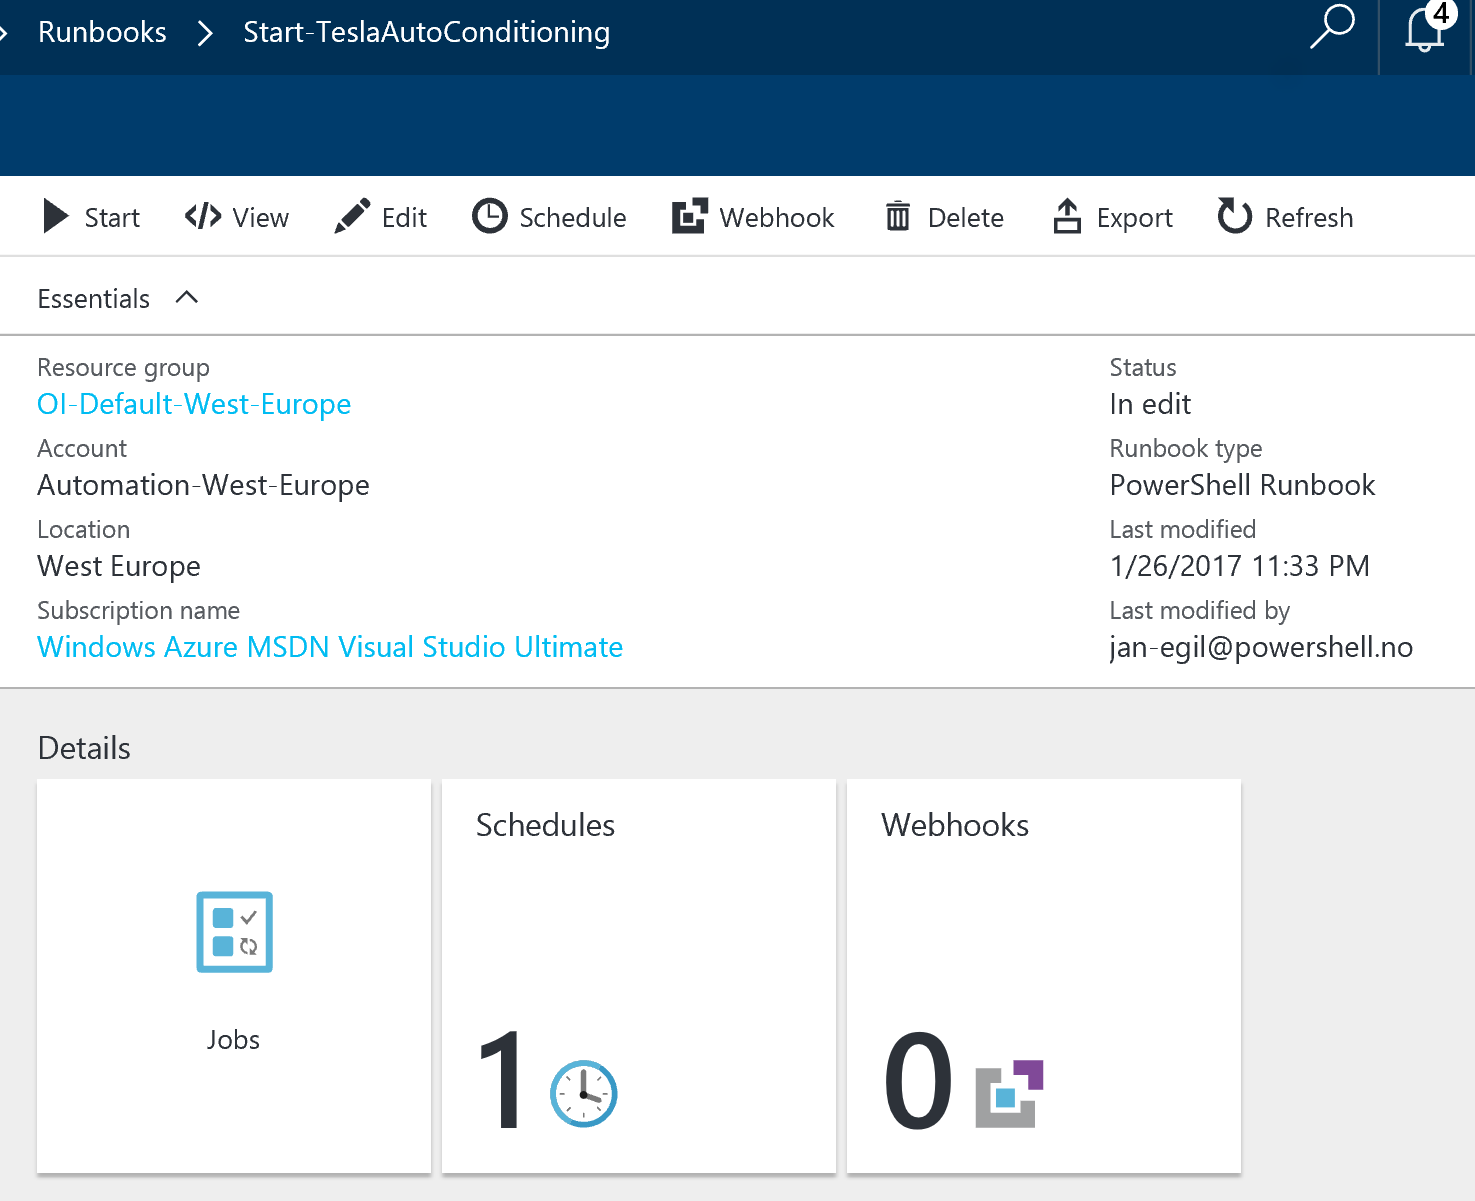 Runbooks Start-TeslaAutoConditioning
4
Start View Edit Schedule Webhook Delete Export Refresh
Essentials
Resource group
OI-Default-West-Europe
Account
Automation-West-Europe
Location
West Europe
Subscription name
Windows Azure MSDN Visual Studio Ultimate
Status
In edit
Runbook type
PowerShell Runbook
Last modified
1/26/2017 11:33 PM
Last modified by
jan-egil@powershell.no
Details
Jobs
Schedules
1
Webhooks
0